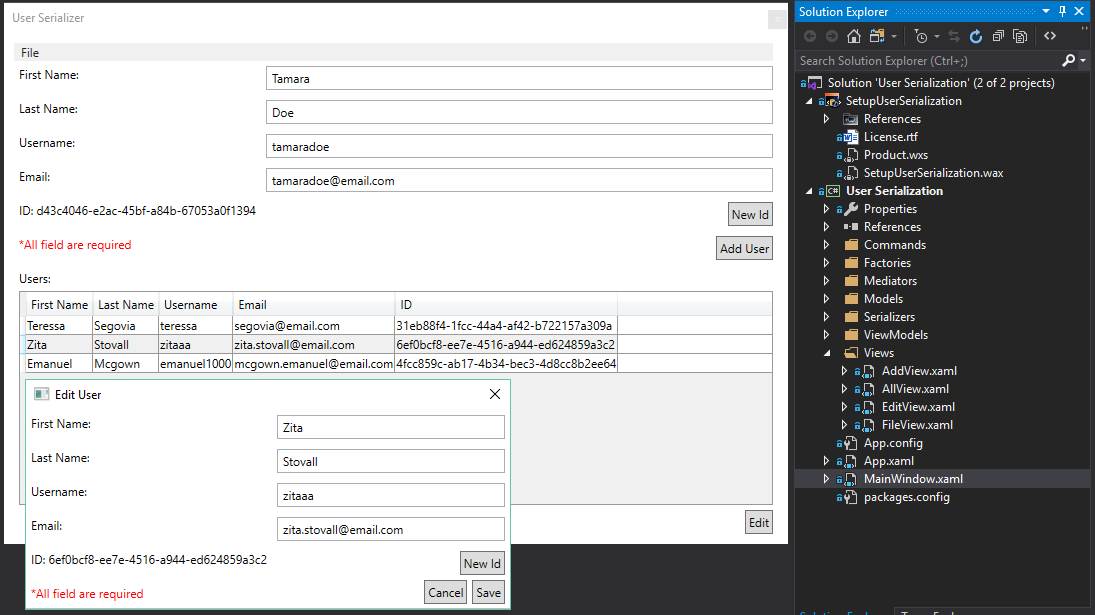 User Serializer
File
First Name:
Tamara
Last Name:
Doe
Username:
tamaradoe
Email:
tamaradoe@email.com
ID: d43c4046-e2ac-45bf-a84b-67053a0f1394
New Id
*All field are required
Add User
Users:
First Name Last Name Username Email ID
Teressa Segovia teressa segovia@email.com 31eb88f4-1fcc-44a4-af42-b722157a309a
Zita Stovall zitaaa zita.stovall@email.com 6ef0bcf8-ee7e-4516-a944-ed624859a3c2
Emanuel Mcgown emanuel1000 mcgown.emanuel@email.com 4fcc859c-ab17-4b34-bec3-4d8cc8b2ee64
Edit User
First Name:
Zita
Last Name:
Stovall
Username:
zitaaa
Email:
zita.stovall@email.com
ID: 6ef0bcf8-ee7e-4516-a944-ed624859a3c2
New Id
*All field are required
Cancel
Save
Edit
Solution Explorer
Search Solution Explorer (Ctrl+;)
Solution 'User Serialization' (2 of 2 projects)
SetupUserSerialization
References
License.rtf
Product.wxs
SetupUserSerialization.wax
C# User Serialization
Properties
References
Commands
Factories
Mediators
Models
Serializers
ViewModels
Views
AddView.xaml
AllView.xaml
EditView.xaml
FileView.xaml
App.config
App.xaml
MainWindow.xaml
packages.config